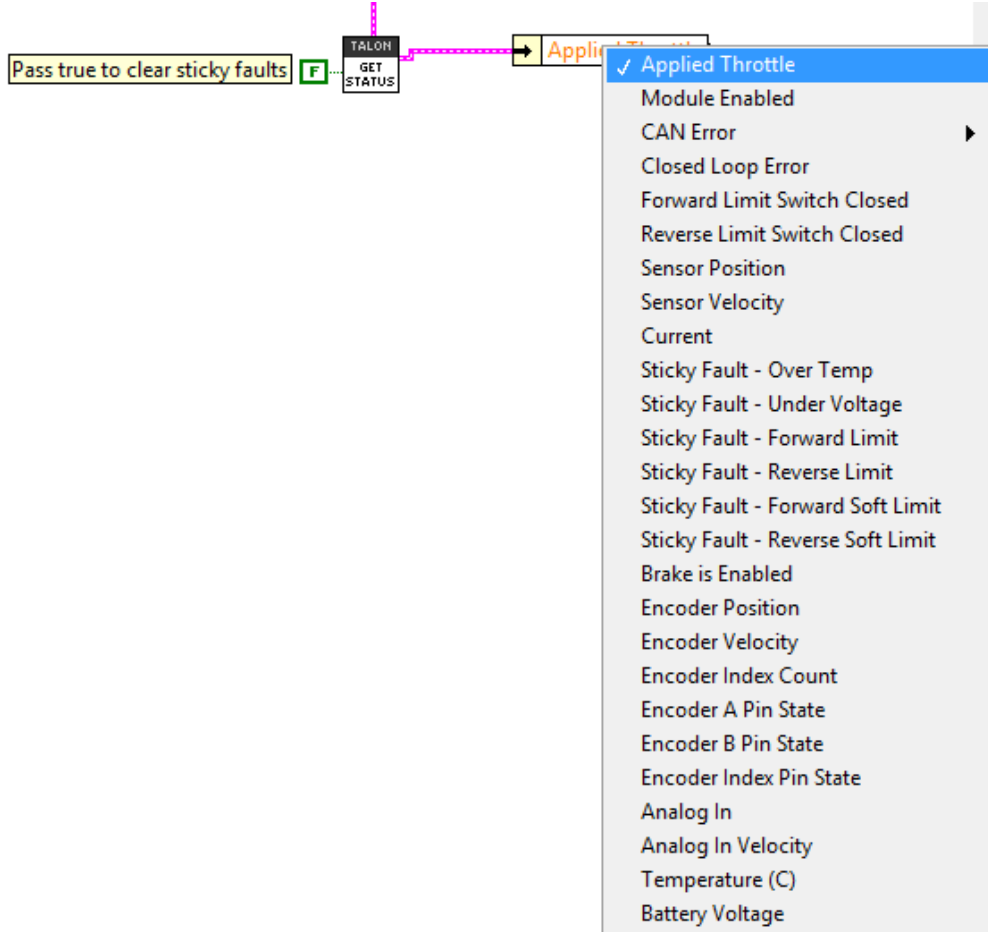 TALON
GET
STATUS
Pass true to clear sticky faults
F
Applied Throttle
Module Enabled
CAN Error
Closed Loop Error
Forward Limit Switch Closed
Reverse Limit Switch Closed
Sensor Position
Sensor Velocity
Current
Sticky Fault - Over Temp
Sticky Fault - Under Voltage
Sticky Fault - Forward Limit
Sticky Fault - Reverse Limit
Sticky Fault - Forward Soft Limit
Sticky Fault - Reverse Soft Limit
Brake is Enabled
Encoder Position
Encoder Velocity
Encoder Index Count
Encoder A Pin State
Encoder B Pin State
Encoder Index Pin State
Analog In
Analog In Velocity
Temperature (C)
Battery Voltage